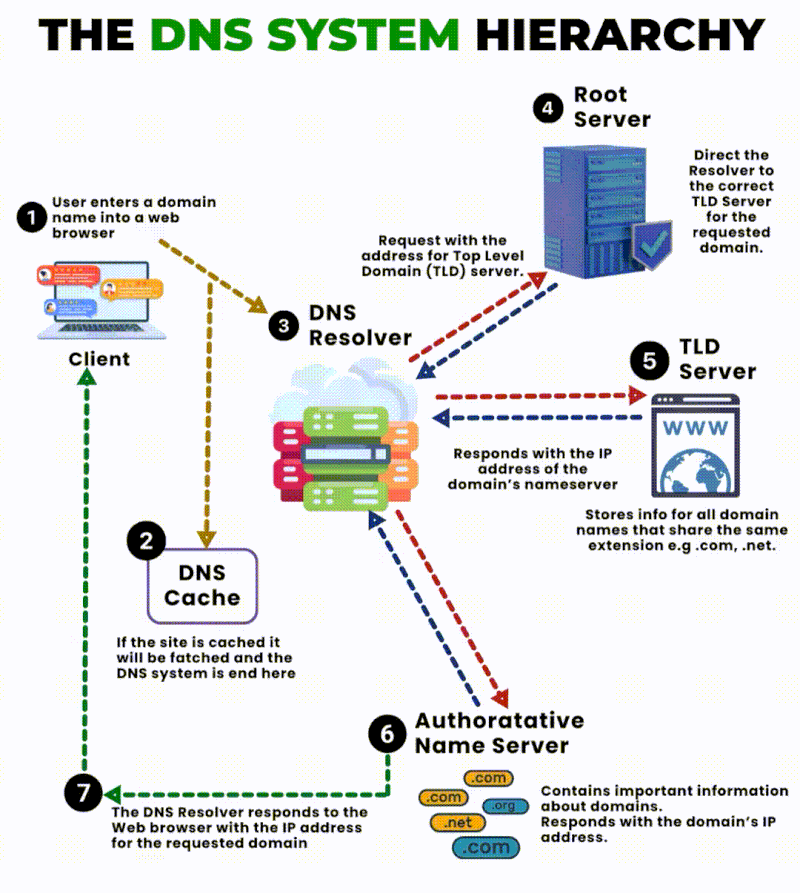 THE DNS SYSTEM HIERARCHY
4
Root
Server
Direct the
Resolver to
the correct
TLD Server
for the
requested
domain.
1
User enters a domain
name into a web
browser
Request with the
address for Top Level
Domain (TLD) server.
3
DNS
Resolver
Client
5
TLD
Server
WWW
Responds with the IP
address of the
domain's nameserver
Stores info for all domain
names that share the same
extension e.g .com, .net.
2
DNS
Cache
If the site is cached it
will be fatched and the
DNS system is end here
6
Authoratative
Name Server
.com
.com
.org
.net
.com
Contains important information
about domains.
Responds with the domain's IP
address.
7
The DNS Resolver responds to the
Web browser with the IP address
for the requested domain